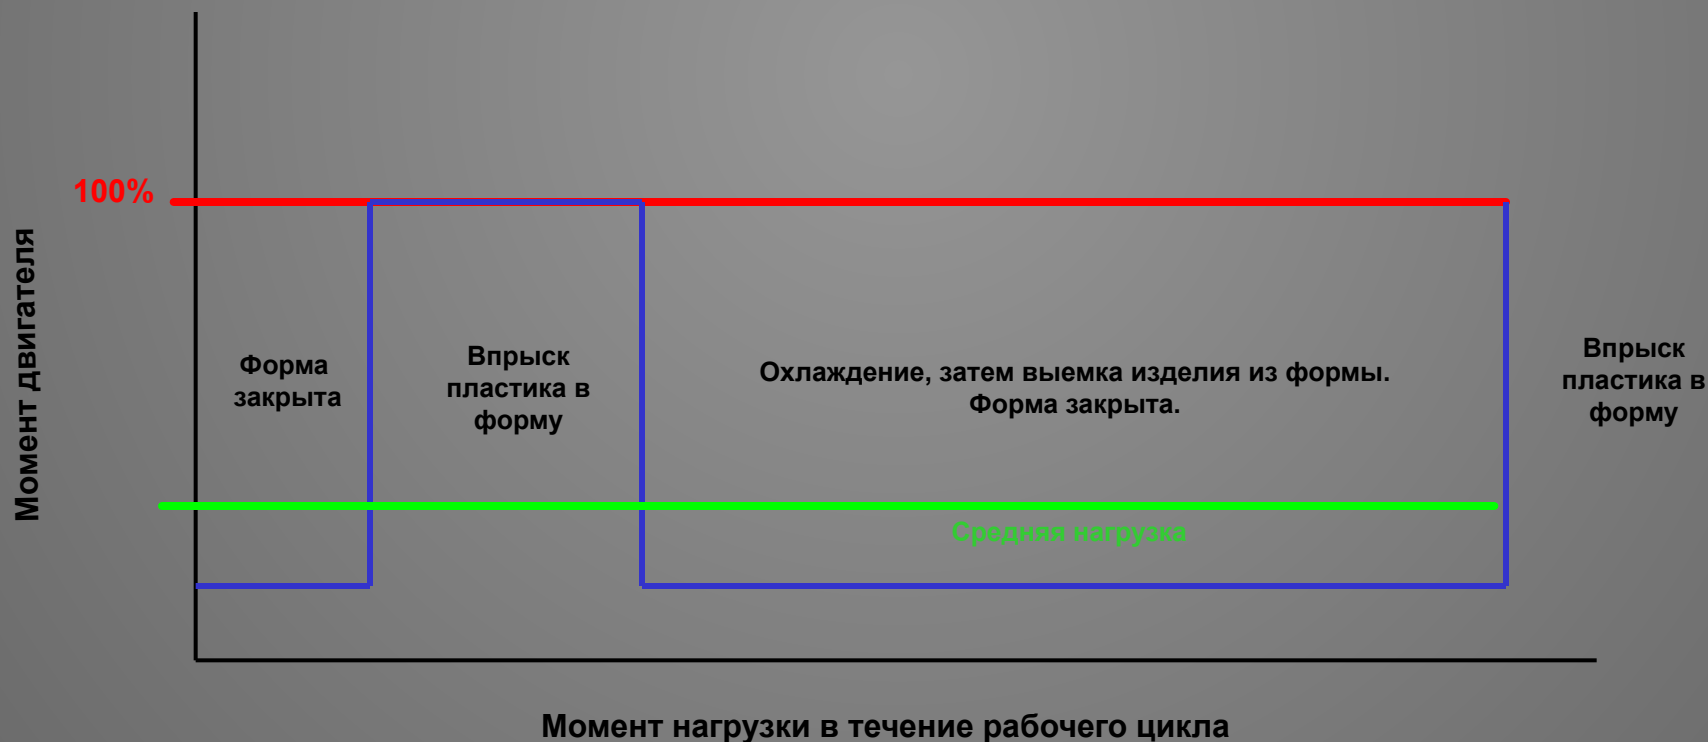 100%
Момент двигателя
Форма
закрыта
Впрыск
пластика в
форму
Охлаждение, затем выемка изделия из формы.
Форма закрыта.
Впрыск
пластика в
форму
Средняя нагрузка
Момент нагрузки в течение рабочего цикла